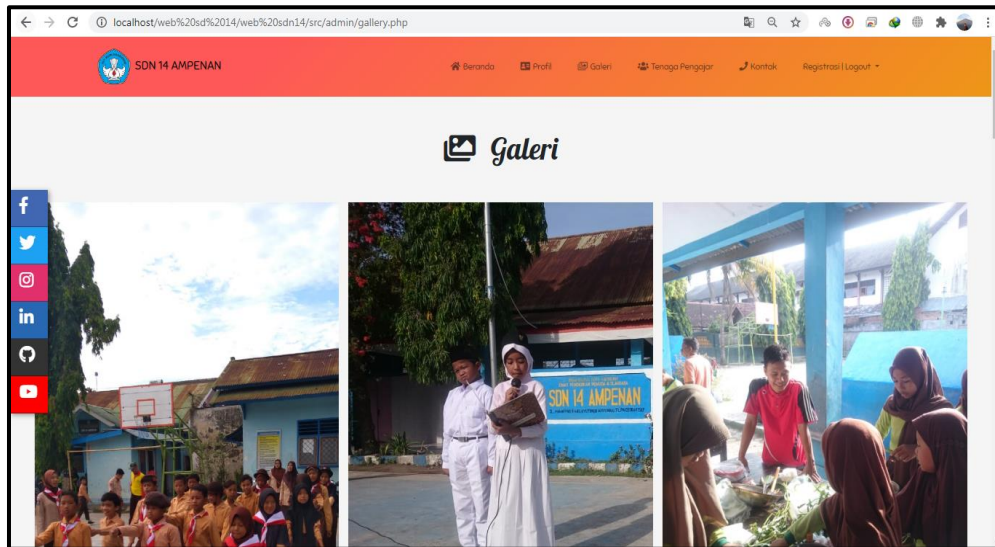 localhost/web%20sd%2014/web%20sdn14/src/admin/gallery.php
SDN 14 AMPENAN
Beranda
Profil
Galeri
Tenaga Pengajar
Kontak
Registrasi | Logout
Galeri
SDN 14 AMPENAN